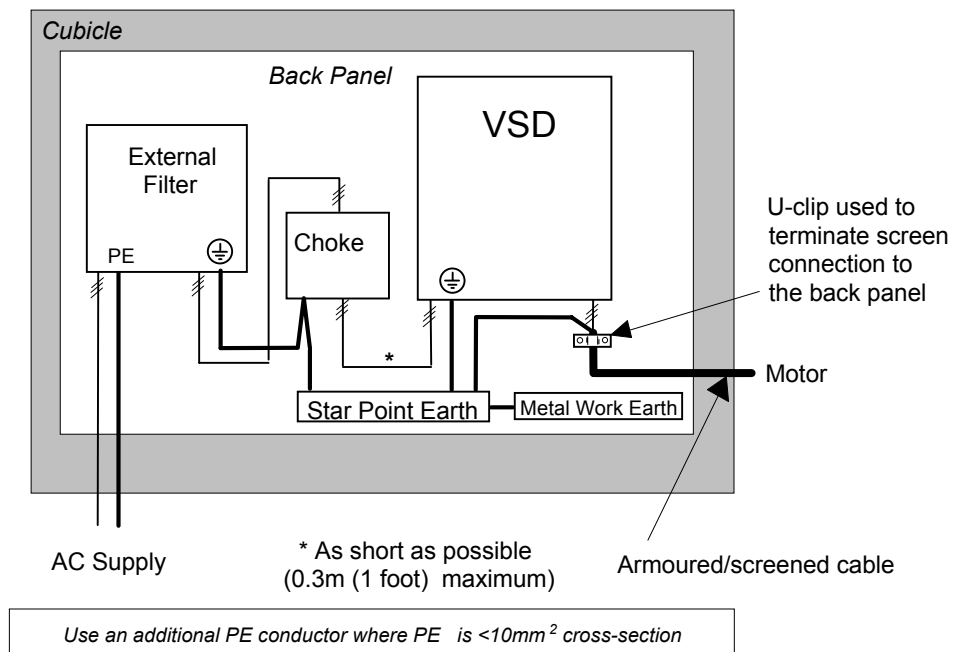 Cubicle
Back Panel
VSD
External
Filter
PE
Choke
U-clip used to
terminate screen
connection to
the back panel
*
Motor
Star Point Earth
Metal Work Earth
AC Supply
* As short as possible
(0.3m (1 foot) maximum)
Armoured/screened cable
Use an additional PE conductor where PE is <10mm² cross-section